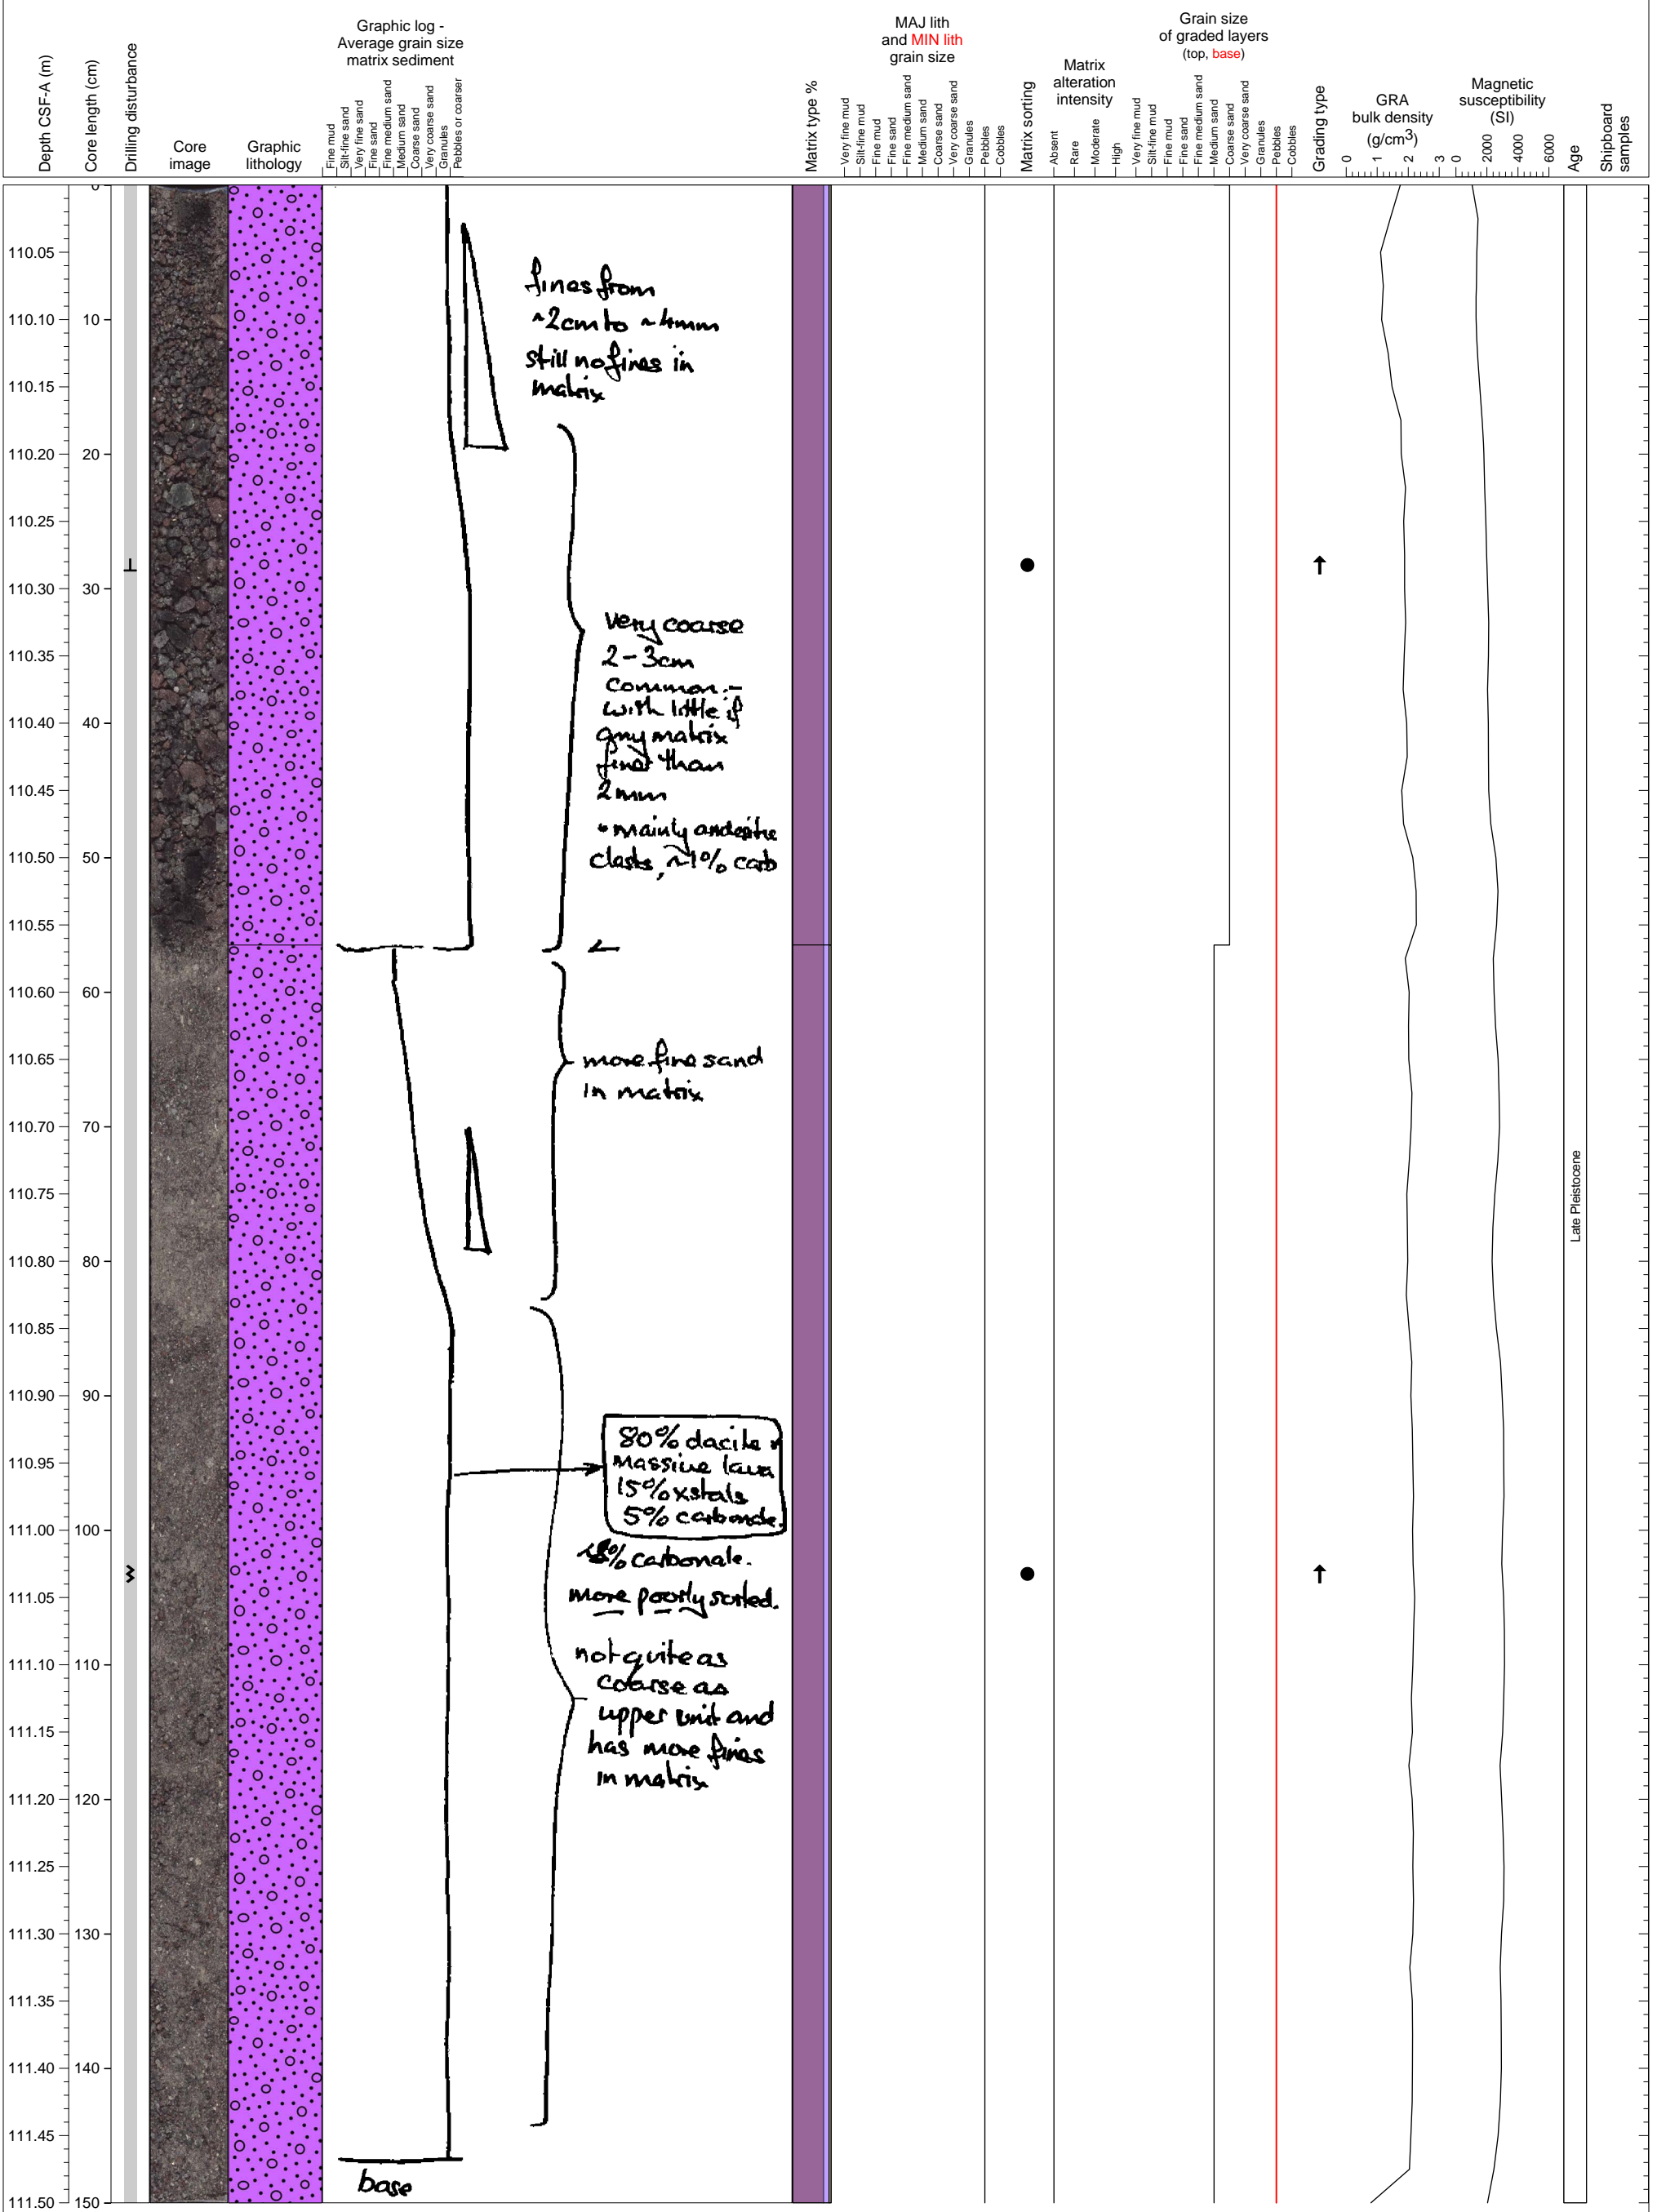 Depth CSF-A (m)
Core length (cm)
Drilling disturbance
Core
image
Graphic
lithology
Graphic log -
Average grain size
matrix sediment
Fine mud
Silt-fine sand
Very fine sand
Fine sand
Fine medium sand
Medium sand
Coarse sand
Very coarse sand
Granules
Pebbles or coarser
Matrix type %
MAJ lith
and MIN lith
grain size
Very fine mud
Silt-fine mud
Fine mud
Fine sand
Fine medium sand
Medium sand
Coarse sand
Very coarse sand
Granules
Pebbles
Cobbles
Matrix sorting
Matrix
alteration
intensity
Absent
Rare
Moderate
High
Grain size
of graded layers
(top, base)
Very fine mud
Silt-fine mud
Fine mud
Fine sand
Fine medium sand
Medium sand
Coarse sand
Very coarse sand
Granules
Pebbles
Cobbles
Grading type
GRA
bulk density
(g/cm3)
0 1 2 3
Magnetic
susceptibility
(SI)
0 2000 4000 6000
Age
Shipboard
samples
0
110.05
110.10 10
110.15
110.20 20
110.25
110.30 30
110.35
110.40 40
110.45
110.50 50
110.55
110.60 60
110.65
110.70 70
110.75
110.80 80
110.85
110.90 90
110.95
111.00 100
111.05
111.10 110
111.15
111.20 120
111.25
111.30 130
111.35
111.40 140
111.45
111.50 150
fines from
~2cm to ~4mm
still no fines in
matrix
very coarse
2-3cm
common -
with little if
any matrix
finer than
2mm
• mainly andesite
clasts, ~1% carb
more fine sand
in matrix
80% dacite
massive lava
15% xstals
5% carbonate
% carbonate.
more poorly sorted.
not quite as
coarse as
upper unit and
has more fines
in matrix
base
Late Pleistocene